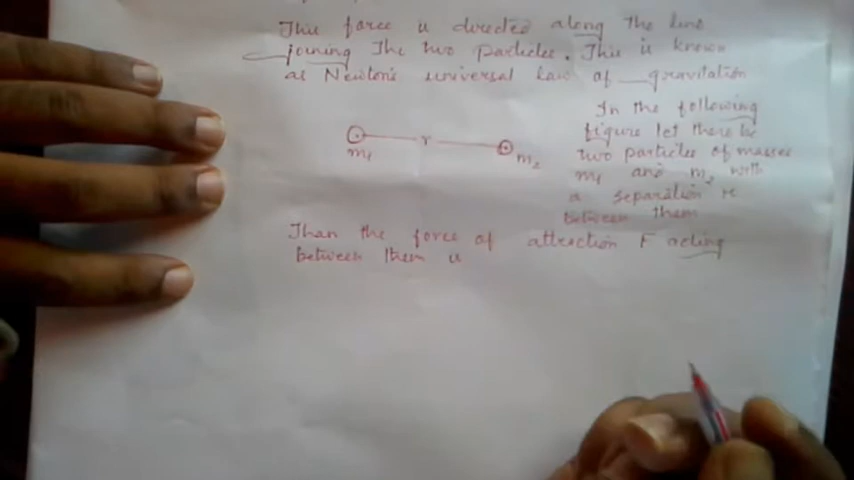 This force is directed along the line
joining the two particles. This is known
as Newton's universal law of gravitation
In the following
figure let there be
two particles of masses
m₁ and m₂ with
a separation r
between them
m₁
r
m₂
Than the force of attraction F acting
between them is